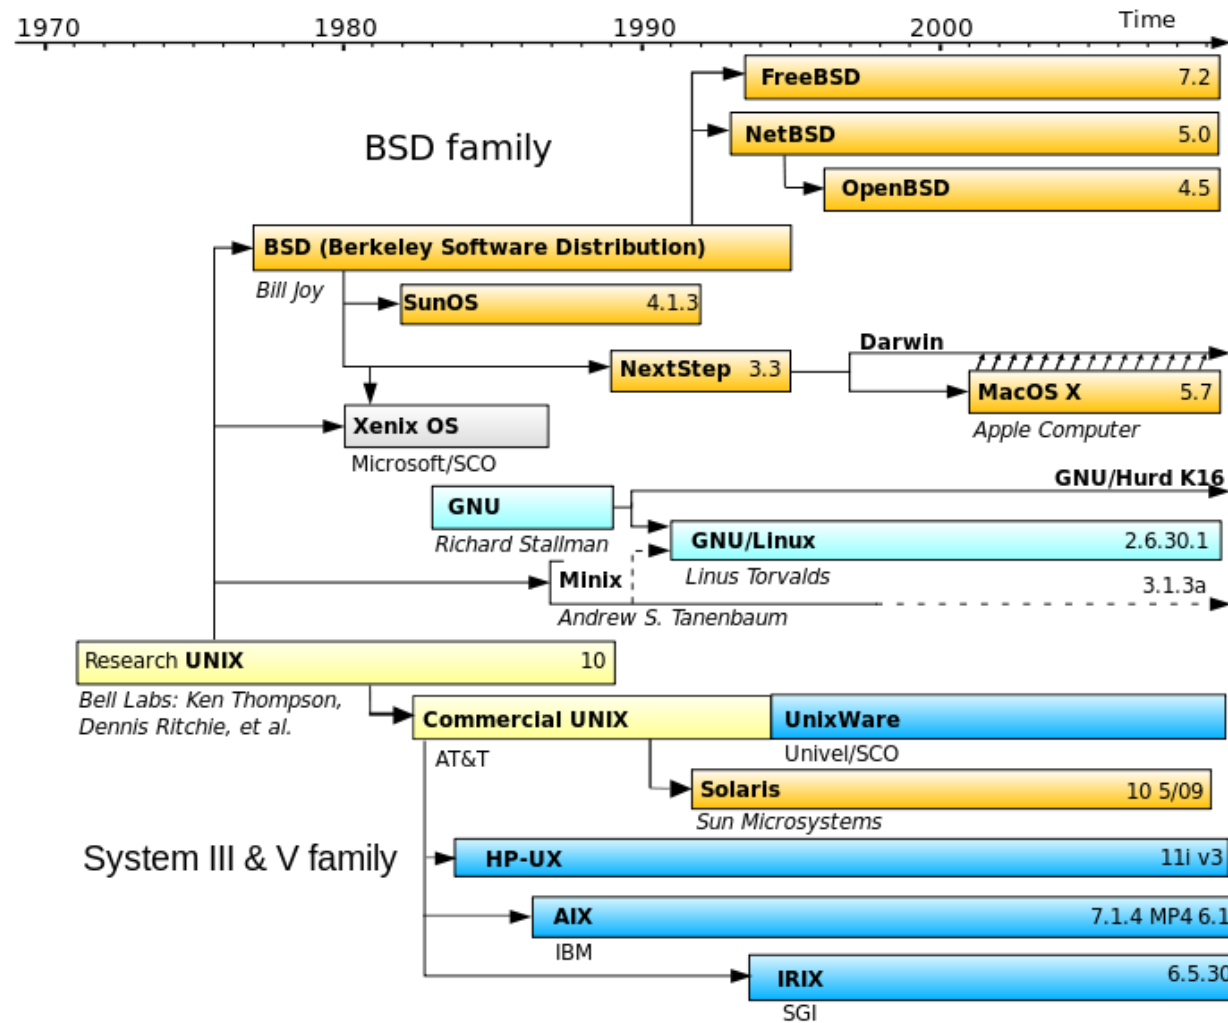 1970 1980 1990 2000 Time
FreeBSD 7.2
NetBSD 5.0
BSD family
OpenBSD 4.5
BSD (Berkeley Software Distribution)
Bill Joy
SunOS 4.1.3
Darwin
NextStep 3.3
MacOS X 5.7
Apple Computer
Xenix OS
Microsoft/SCO
GNU/Hurd K16
GNU
Richard Stallman
GNU/Linux 2.6.30.1
Linus Torvalds
Minix 3.1.3a
Andrew S. Tanenbaum
Research UNIX 10
Bell Labs: Ken Thompson,
Dennis Ritchie, et al.
Commercial UNIX
AT&T
UnixWare
Univel/SCO
Solaris 10 5/09
Sun Microsystems
System III & V family
HP-UX 11i v3
AIX 7.1.4 MP4 6.1
IBM
IRIX 6.5.30
SGI